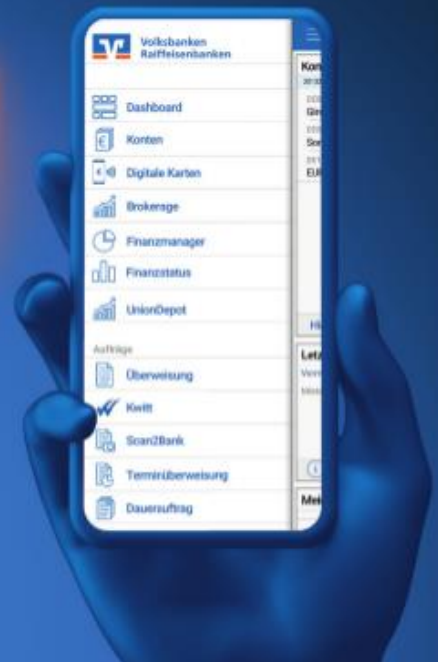 Volksbanken
Raiffeisenbanken
Dashboard
Konten
Digitale Karten
Brokerage
Finanzmanager
Finanzstatus
UnionDepot
Aufträge
Überweisung
Kwitt
Scan2Bank
Terminüberweisung
Dauerauftrag